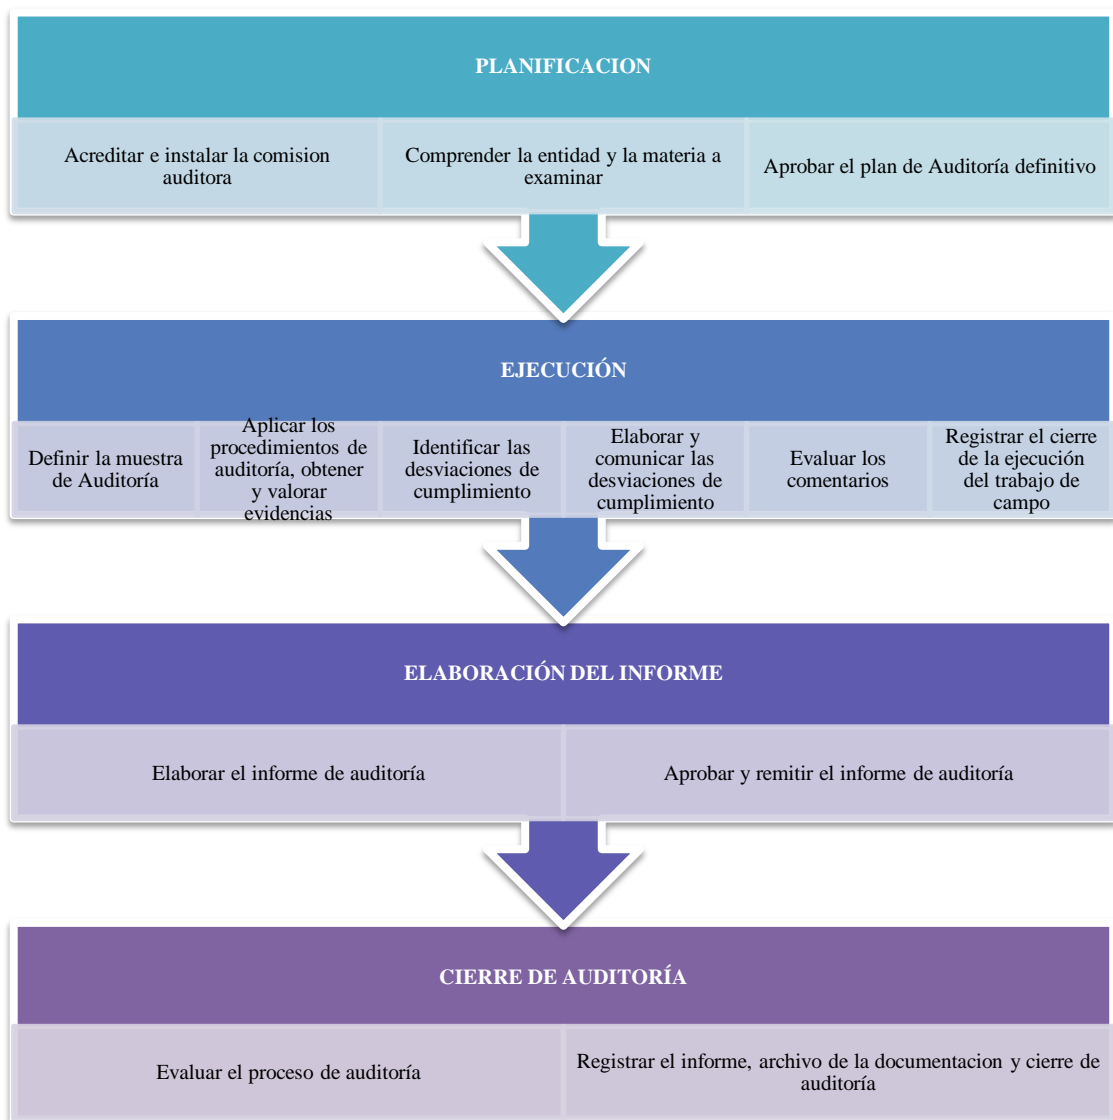 PLANIFICACION
Acreditar e instalar la comision
auditora
Comprender la entidad y la materia a
examinar
Aprobar el plan de Auditoría definitivo
EJECUCIÓN
Definir la muestra
de Auditoría
Aplicar los
procedimientos de
auditoría, obtener
y valorar
evidencias
Identificar las
desviaciones de
cumplimiento
Elaborar y
comunicar las
desviaciones de
cumplimiento
Evaluar los
comentarios
Registrar el cierre
de la ejecución
del trabajo de
campo
ELABORACIÓN DEL INFORME
Elaborar el informe de auditoría
Aprobar y remitir el informe de auditoría
CIERRE DE AUDITORÍA
Evaluar el proceso de auditoría
Registrar el informe, archivo de la documentacion y cierre de
auditoría